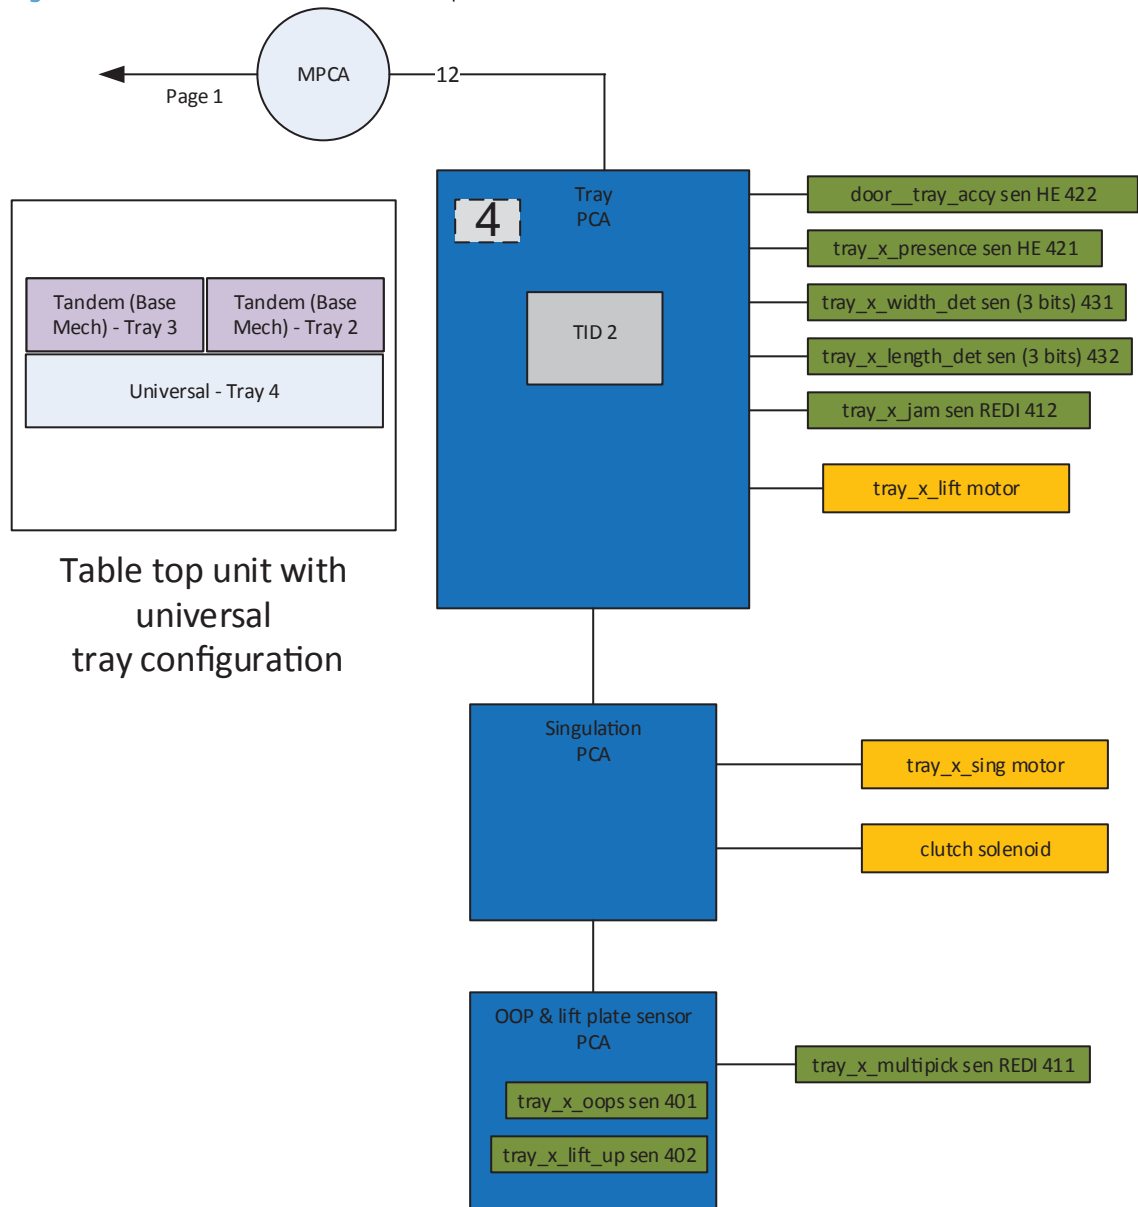 MPCA
12
Page 1
Tray
PCA
4
TID 2
door__tray_accy sen HE 422
tray_x_presence sen HE 421
tray_x_width_det sen (3 bits) 431
tray_x_length_det sen (3 bits) 432
tray_x_jam sen REDI 412
tray_x_lift motor
Tandem (Base
Mech) - Tray 3
Tandem (Base
Mech) - Tray 2
Universal - Tray 4
Table top unit with
universal
tray configuration
Singulation
PCA
tray_x_sing motor
clutch solenoid
OOP & lift plate sensor
PCA
tray_x_oops sen 401
tray_x_lift_up sen 402
tray_x_multipick sen REDI 411